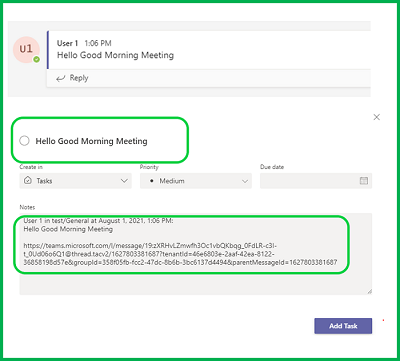 U1
User 1 1:06 PM
Hello Good Morning Meeting
Reply
Hello Good Morning Meeting
Create in
Priority
Due date
Tasks
Medium
Notes
User 1 in test/General at August 1, 2021, 1:06 PM:
Hello Good Morning Meeting
https://teams.microsoft.com/l/message/19:zXRHvLZmwfh3Oc1vbQKbqg_0FdLR-c3l-
t_0Ud06o6Q1@thread.tacv2/1627803381687?tenantId=46e6803e-2aaf-42ea-8122-
36858198d57e&groupId=358f05fb-fcc2-47dc-8b6b-3bc6137d4494&parentMessageId=1627803381687
Add Task